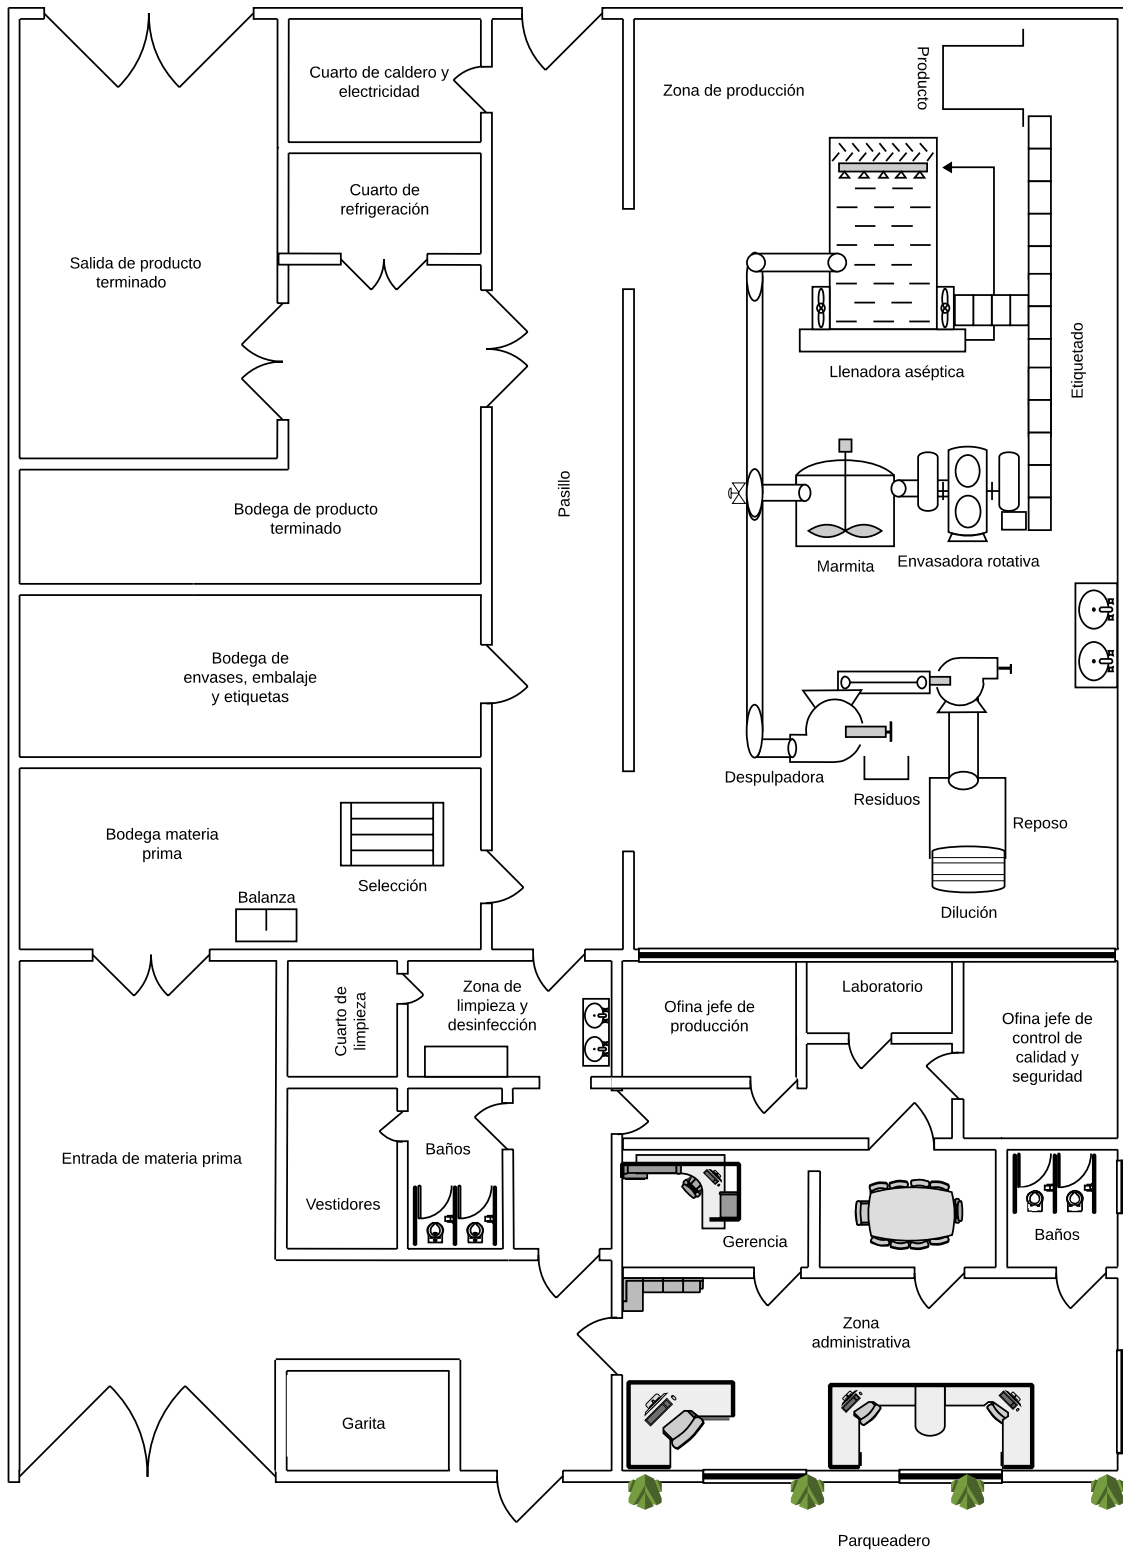 Cuarto de caldero y
electricidad
Zona de producción
Producto
Cuarto de
refrigeración
Salida de producto
terminado
Llenadora aséptica
Etiquetado
Pasillo
Bodega de producto
terminado
Marmita
Envasadora rotativa
Bodega de
envases, embalaje
y etiquetas
Despulpadora
Residuos
Reposo
Bodega materia
prima
Selección
Balanza
Dilución
Cuarto de
limpieza
Zona de
limpieza y
desinfección
Ofina jefe de
producción
Laboratorio
Ofina jefe de
control de
calidad y
seguridad
Entrada de materia prima
Baños
Vestidores
Gerencia
Baños
Zona
administrativa
Garita
Parqueadero